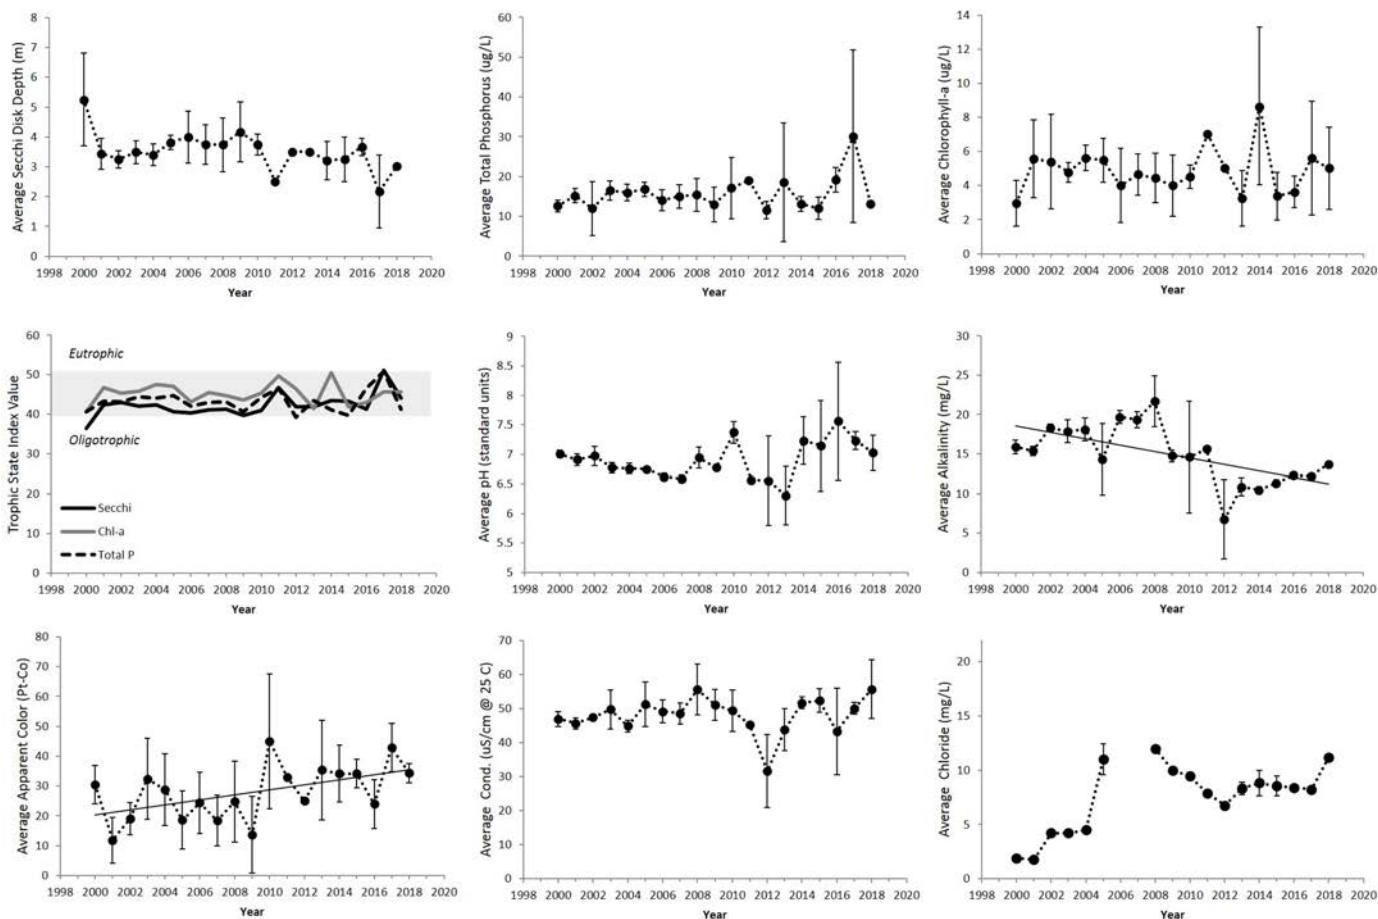 Average Secchi Disk Depth (m)
8
7
6
5
4
3
2
1
0
1998 2000 2002 2004 2006 2008 2010 2012 2014 2016 2018 2020
Year
Average Total Phosphorus (ug/L)
60
50
40
30
20
10
0
1998 2000 2002 2004 2006 2008 2010 2012 2014 2016 2018 2020
Year
Average Chlorophyll-a (ug/L)
14
12
10
8
6
4
2
0
1998 2000 2002 2004 2006 2008 2010 2012 2014 2016 2018 2020
Year
Trophic State Index Value
60
50
40
30
20
10
0
Eutrophic
Oligotrophic
Secchi
Chl-a
Total P
1998 2000 2002 2004 2006 2008 2010 2012 2014 2016 2018 2020
Year
Average pH (standard units)
9
8.5
8
7.5
7
6.5
6
5.5
5
1998 2000 2002 2004 2006 2008 2010 2012 2014 2016 2018 2020
Year
Average Alkalinity (mg/L)
30
25
20
15
10
5
0
1998 2000 2002 2004 2006 2008 2010 2012 2014 2016 2018 2020
Year
Average Apparent Color (Pt-Co)
80
70
60
50
40
30
20
10
0
1998 2000 2002 2004 2006 2008 2010 2012 2014 2016 2018 2020
Year
Average Cond. (uS/cm @ 25 C)
70
60
50
40
30
20
10
0
1998 2000 2002 2004 2006 2008 2010 2012 2014 2016 2018 2020
Year
Average Chloride (mg/L)
20
15
10
5
0
1998 2000 2002 2004 2006 2008 2010 2012 2014 2016 2018 2020
Year